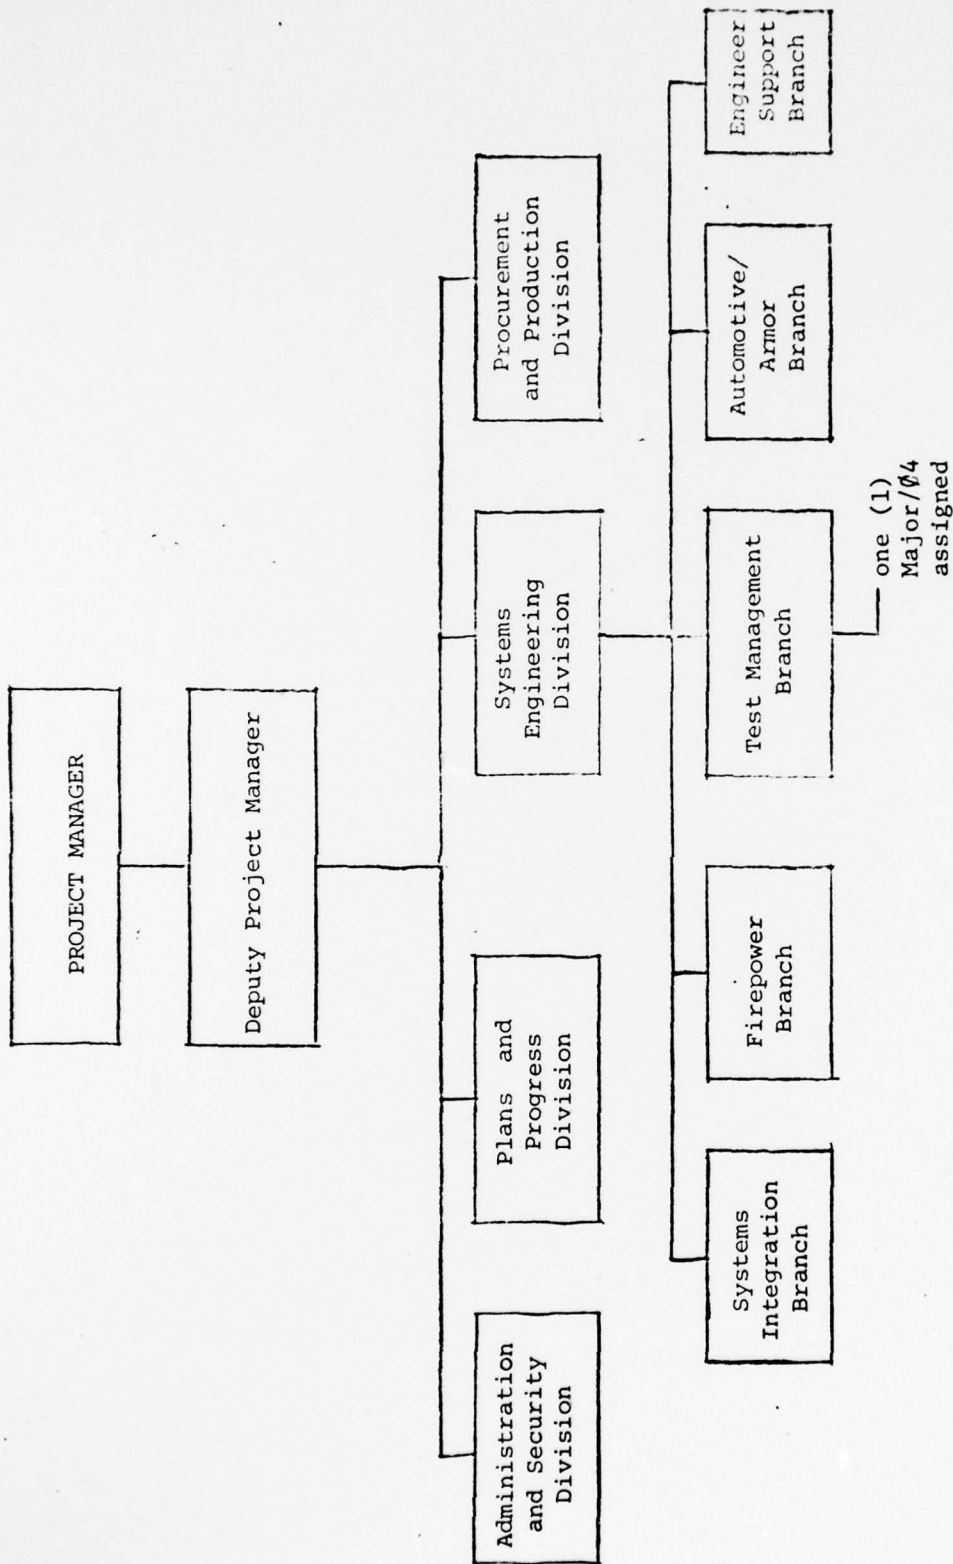 PROJECT MANAGER
Deputy Project Manager
Administration
and Security
Division
Plans and
Progress
Division
Systems
Engineering
Division
Procurement
and Production
Division
Systems
Integration
Branch
Firepower
Branch
Test Management
Branch
Automotive/
Armor
Branch
Engineer
Support
Branch
one (1)
Major/Ø4
assigned